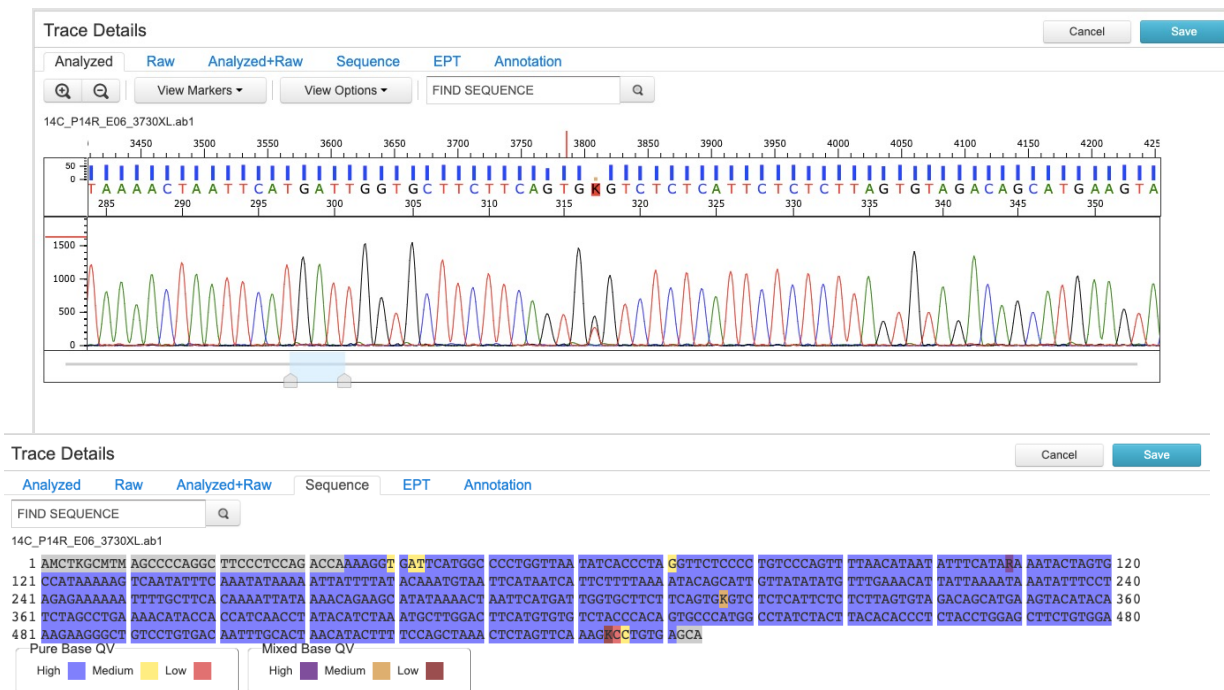 Trace Details
Cancel Save
Analyzed Raw Analyzed+Raw Sequence EPT Annotation
View Markers View Options FIND SEQUENCE
14C_P14R_E06_3730XL.ab1
3450 3500 3550 3600 3650 3700 3750 3800 3850 3900 3950 4000 4050 4100 4150 4200 425
50
0
TAAAACTAATTCATGATTGGTGCTTCTTCAGTGKGTCTCTCATTCTCTCTTAGTGTAGACAGCATGAAGTA
285 290 295 300 305 310 315 320 325 330 335 340 345 350
1500
1000
500
0
Trace Details
Cancel Save
Analyzed Raw Analyzed+Raw Sequence EPT Annotation
FIND SEQUENCE
14C_P14R_E06_3730XL.ab1
1 AMCTKGCMTM AGCCCCAGGC TTCCCTCCAG ACCAAAAGGT GATTCATGGC CCCTGGTTAA TATCACCCTA GGTTCTCCCC TGTCCCAGTT TTAACATAAT ATTTCATARA AATACTAGTG 120
121 CCATAAAAAG TCAATATTTC AAATATAAAA ATTATTTTAT ACAAATGTAA TTCATAATCA TTCTTTTAAA ATACAGCATT GTTATATATG TTTGAAACAT TATTAAAATA AATATTTCCT 240
241 AGAGAAAAAA TTTTGCTTCA CAAAATTATA AAACAGAAGC ATATAAAACT AATTCATGAT TGGTGCTTCT TCAGTGKGTC TCTCATTCTC TCTTAGTGTA GACAGCATGA AGTACATACA 360
361 TCTAGCCTGA AAACATACCA CCATCAACCT ATACATCTAA ATGCTTGGAC TTCATGTGTG TCTACCCACA GTGCCCATGG CCTATCTACT TACACACCCT CTACCTGGAG CTTCTGTGGA 480
481 AAGAAGGGCT GTCCTGTGAC AATTTGCACT AACATACTTT TCCAGCTAAA CTCTAGTTCA AAGKCCTGTG AGCA
Pure Base QV Mixed Base QV
High Medium Low High Medium Low